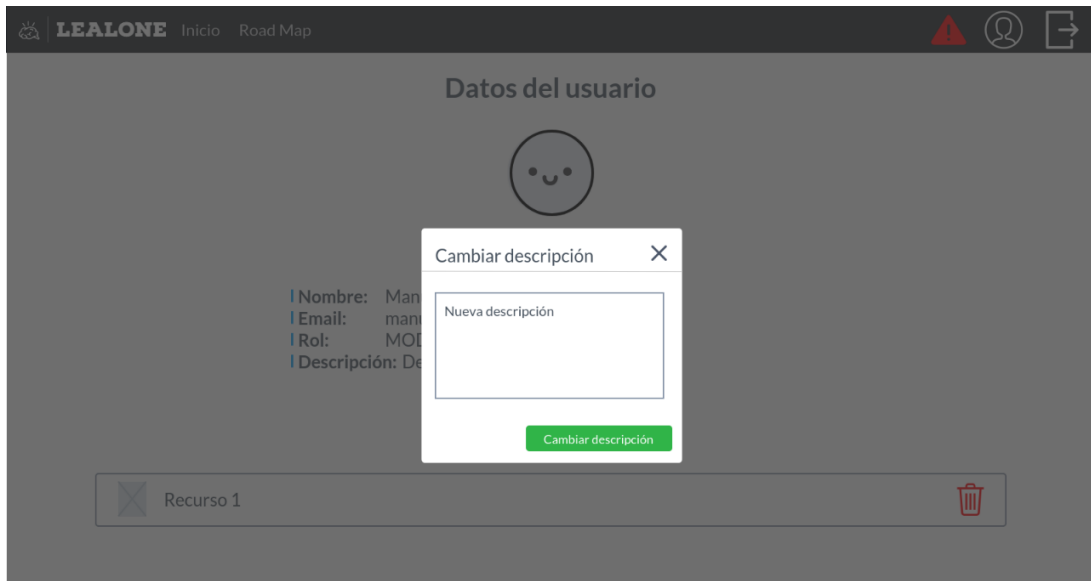 LEALONE Inicio Road Map
Datos del usuario
Cambiar descripción
Nombre:
Email:
Rol:
Descripción:
Nueva descripción
Cambiar descripción
Recurso 1